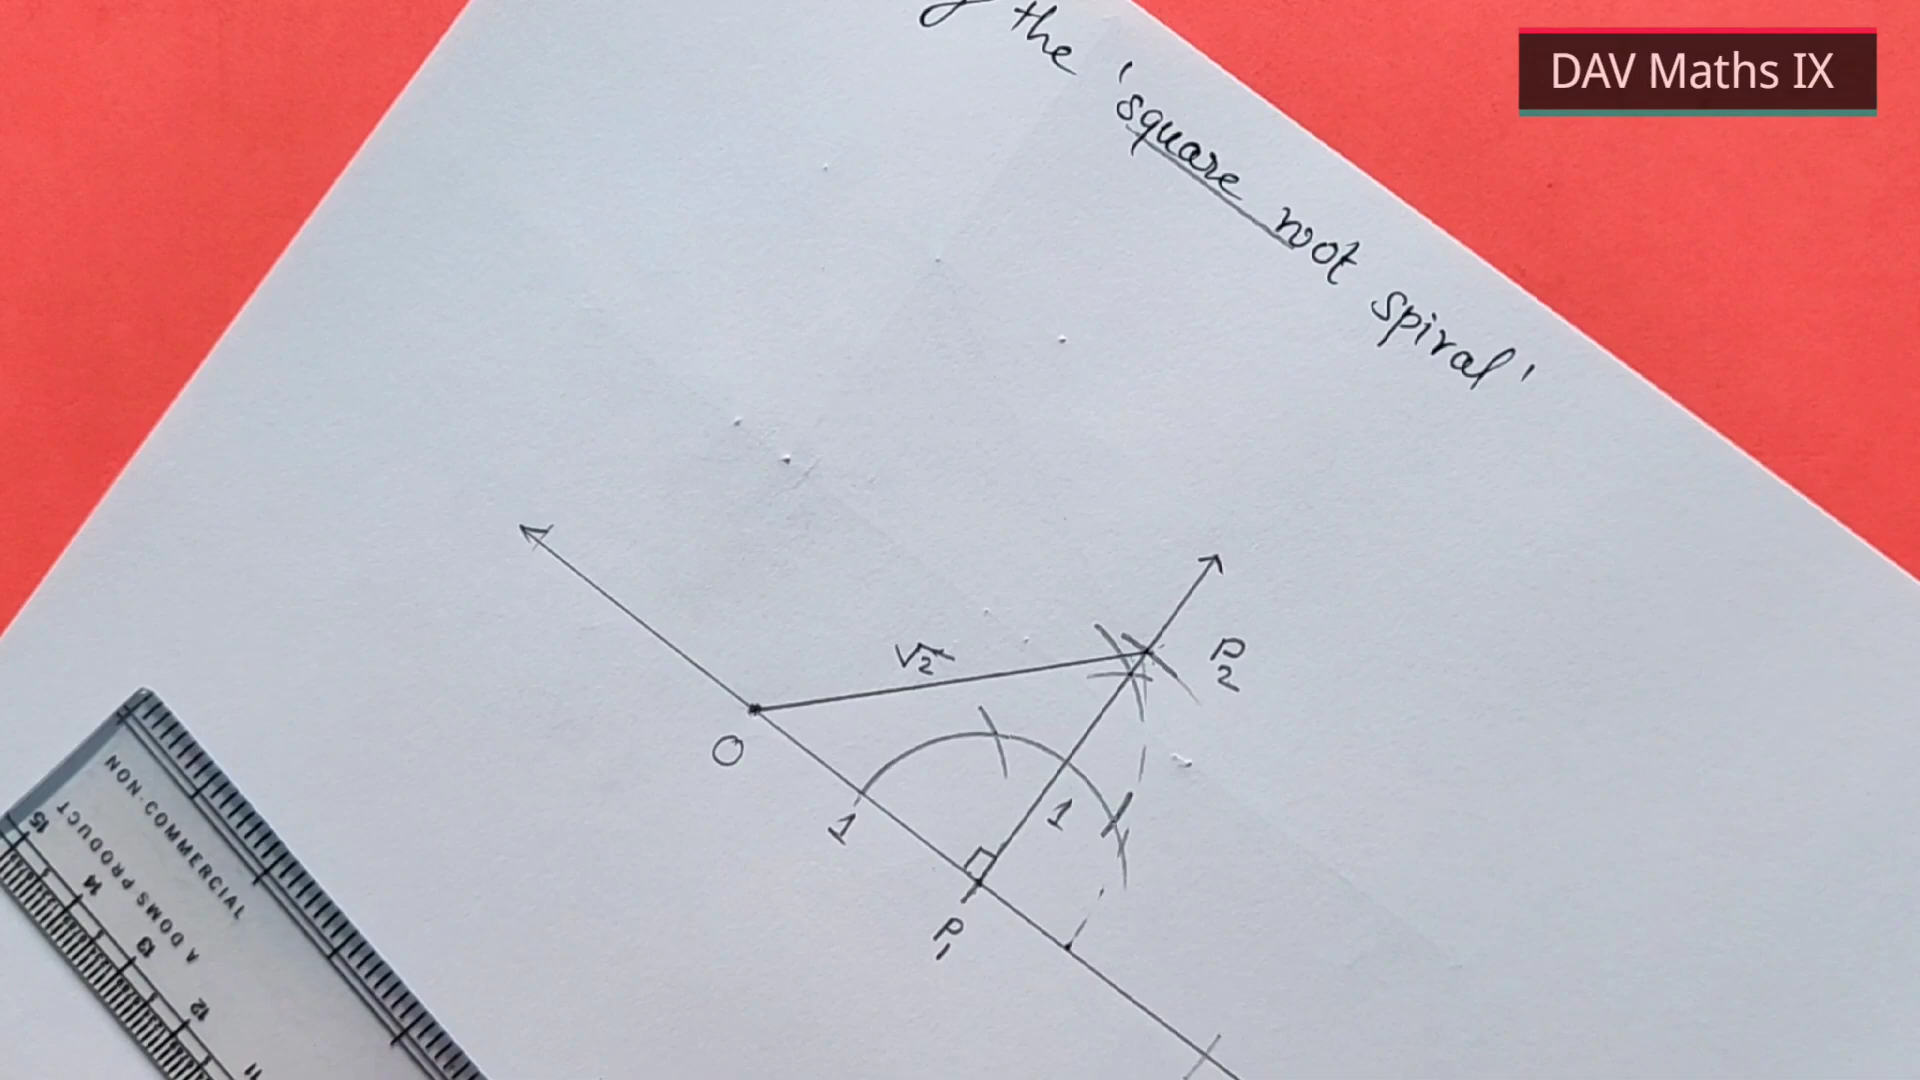 DAV Maths IX
the 'square root spiral'
√2
P2
O
1
1
P1
NON-COMMERCIAL
A DOMS PRODUCT
15
14
13
12
11